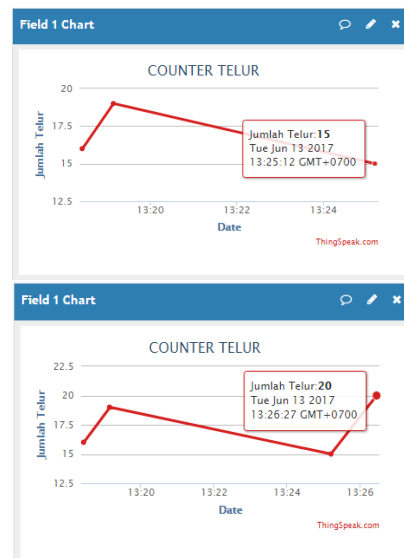 Field 1 Chart
COUNTER TELUR
Jumlah Telur
20
17.5
15
12.5
Jumlah Telur:15
Tue Jun 13 2017
13:25:12 GMT+0700
13:20
13:22
13:24
Date
ThingSpeak.com
Field 1 Chart
COUNTER TELUR
Jumlah Telur
22.5
20
17.5
15
12.5
Jumlah Telur:20
Tue Jun 13 2017
13:26:27 GMT+0700
13:20
13:22
13:24
13:26
Date
ThingSpeak.com